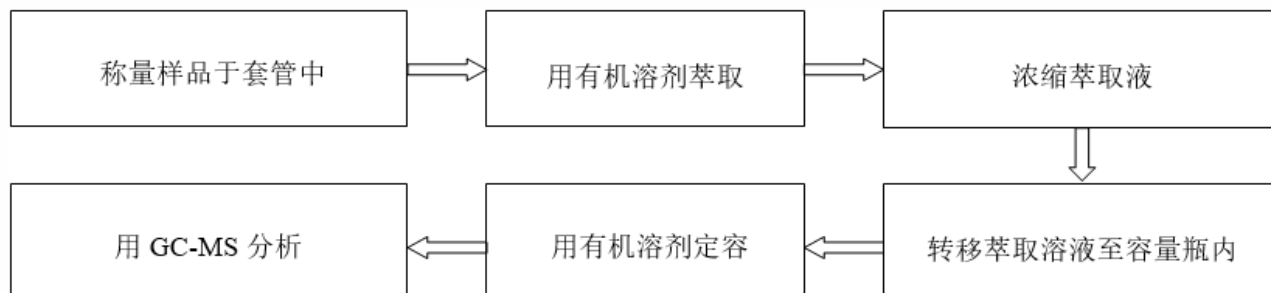 称量样品于套管中
用有机溶剂萃取
浓缩萃取液
转移萃取溶液至容量瓶内
用有机溶剂定容
用 GC-MS 分析